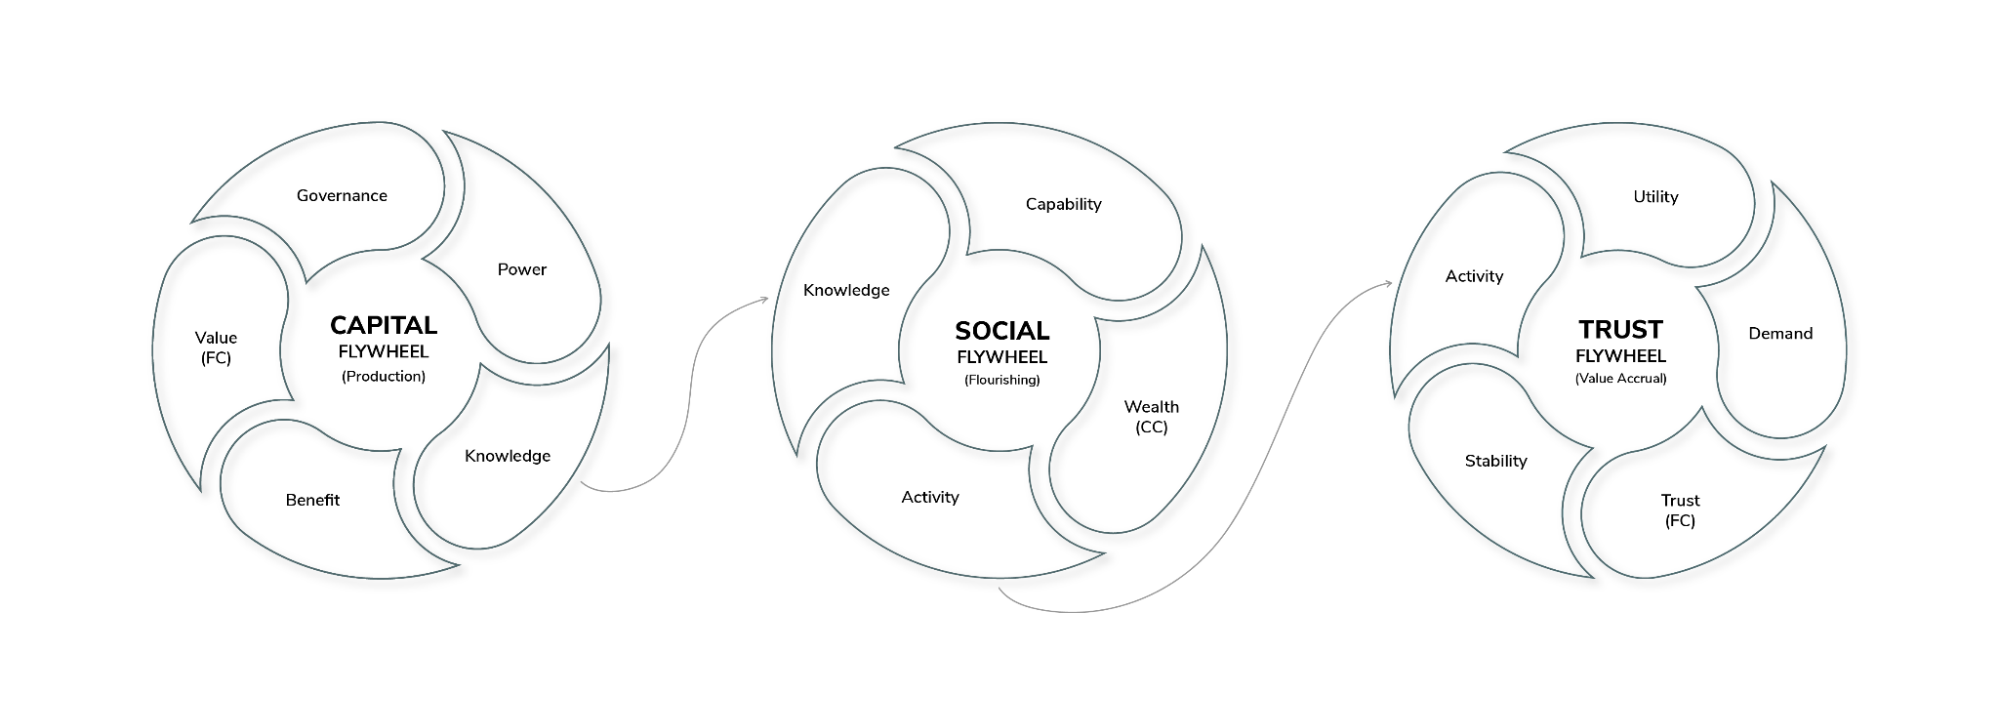 Governance
Power
Value
(FC)
CAPITAL
FLYWHEEL
(Production)
Knowledge
Benefit
Capability
Knowledge
SOCIAL
FLYWHEEL
(Flourishing)
Wealth
(CC)
Activity
Utility
Activity
Demand
TRUST
FLYWHEEL
(Value Accrual)
Stability
Trust
(FC)